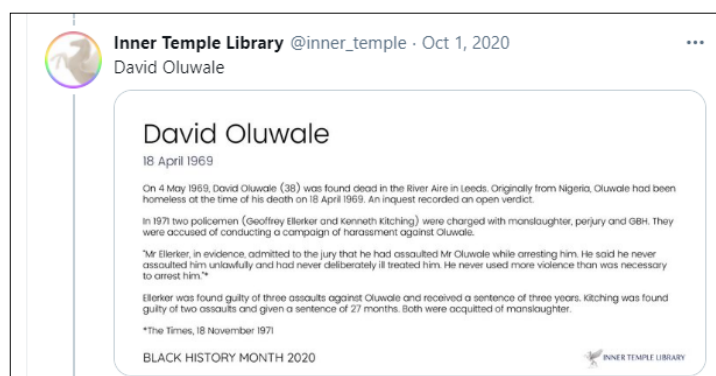 Inner Temple Library @inner_temple · Oct 1, 2020
David Oluwale
David Oluwale
18 April 1969
On 4 May 1969, David Oluwale (38) was found dead in the River Aire in Leeds. Originally from Nigeria, Oluwale had been
homeless at the time of his death on 18 April 1969. An inquest recorded an open verdict.
In 1971 two policemen (Geoffrey Ellerker and Kenneth Kitching) were charged with manslaughter, perjury and GBH. They
were accused of conducting a campaign of harassment against Oluwale.
"Mr Ellerker, in evidence, admitted to the jury that he had assaulted Mr Oluwale while arresting him. He said he never
assaulted him unlawfully and had never deliberately ill treated him. He never used more violence than was necessary
to arrest him."*
Ellerker was found guilty of three assaults against Oluwale and received a sentence of three years. Kitching was found
guilty of two assaults and given a sentence of 27 months. Both were acquitted of manslaughter.
*The Times, 18 November 1971
BLACK HISTORY MONTH 2020
INNER TEMPLE LIBRARY